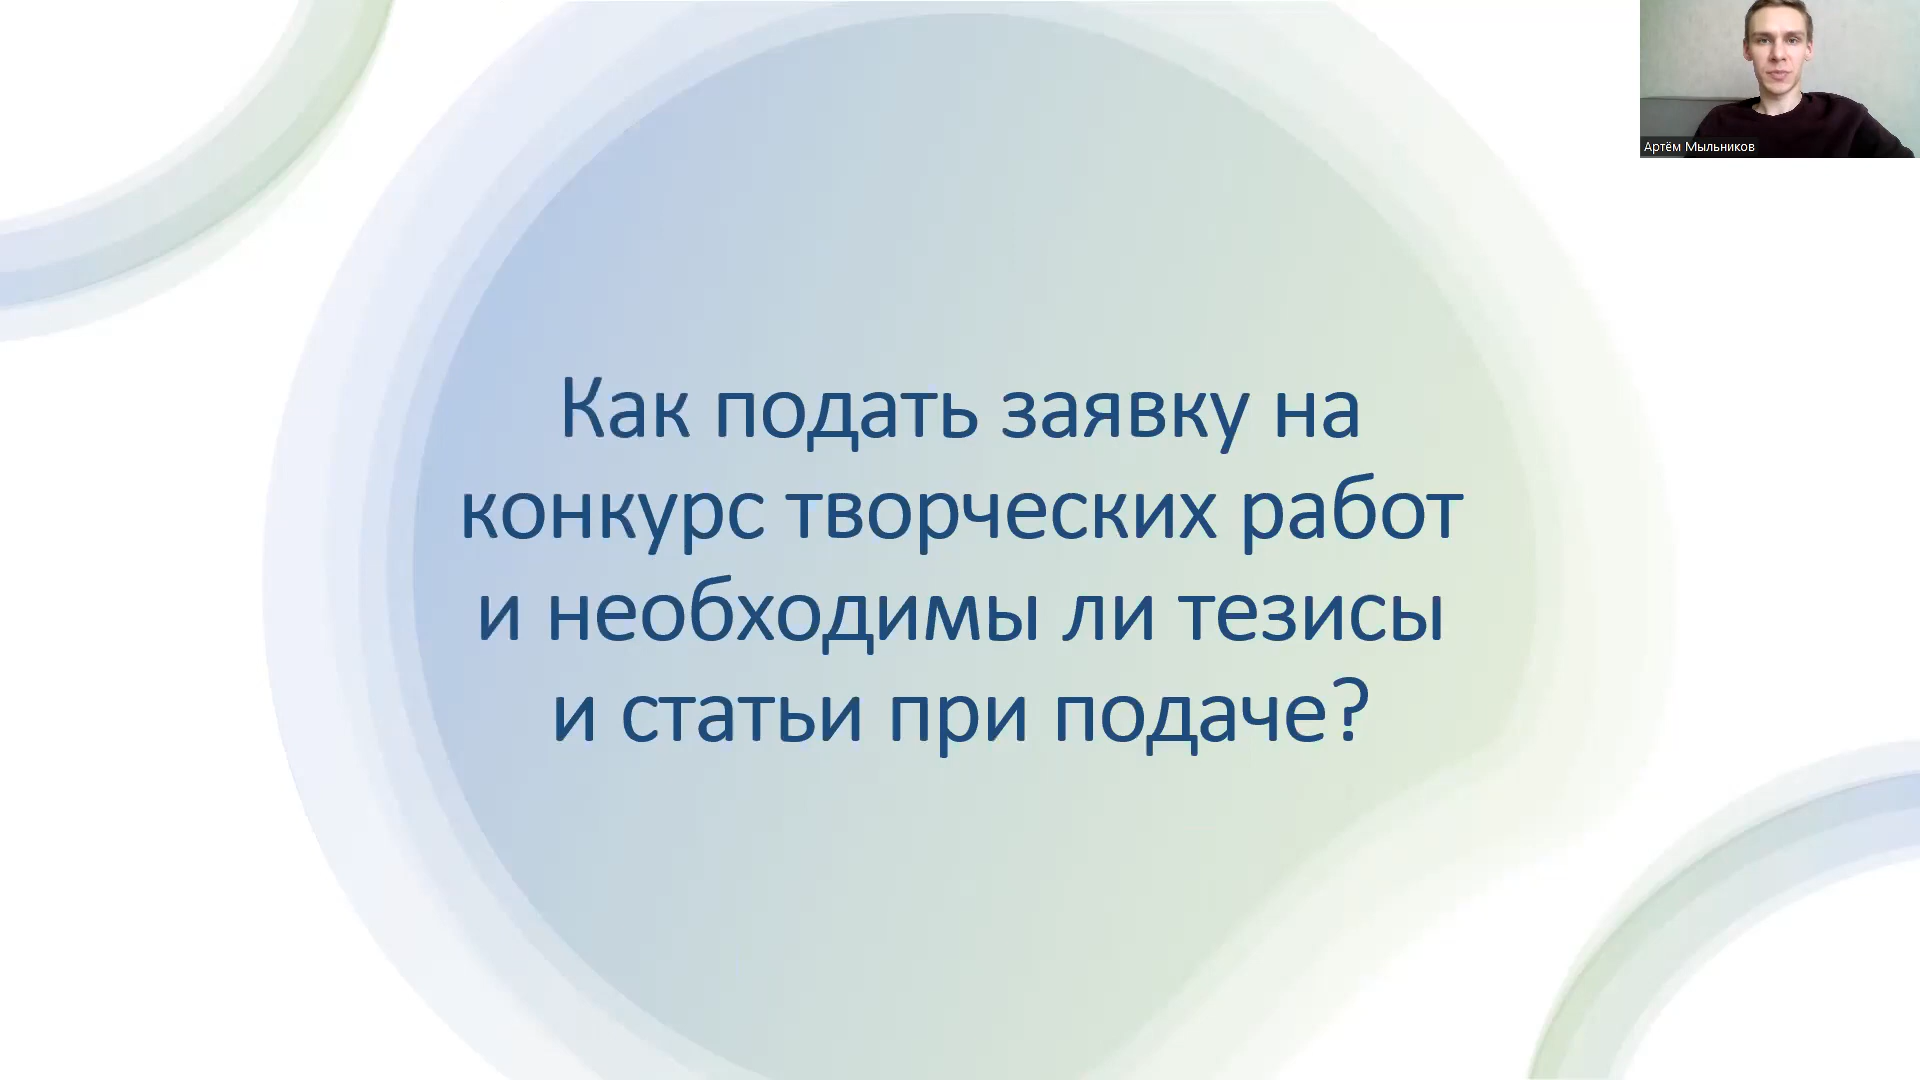 Артём Мыльников
Как подать заявку на
конкурс творческих работ
и необходимы ли тезисы
и статьи при подаче?